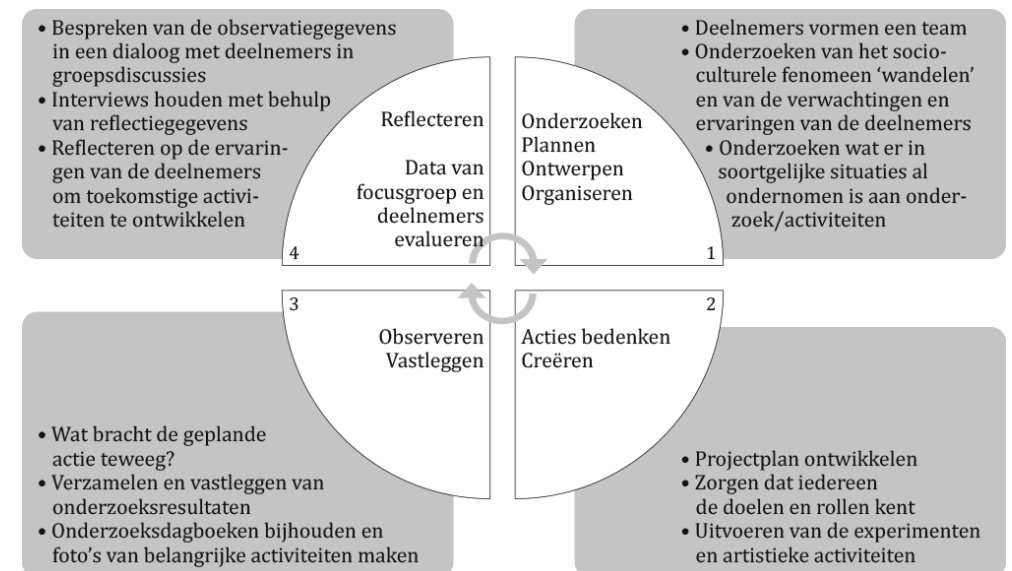 • Bespreken van de observatiegegevens
in een dialoog met deelnemers in
groepsdiscussies
• Interviews houden met behulp
van reflectiegegevens
• Reflecteren op de ervarin-
gen van de deelnemers
om toekomstige activi-
teiten te ontwikkelen
Reflecteren
Data van
focusgroep en
deelnemers
evalueren
4
Onderzoeken
Plannen
Ontwerpen
Organiseren
1
• Deelnemers vormen een team
• Onderzoeken van het socio-
culturele fenomeen ‘wandelen’
en van de verwachtingen en
ervaringen van de deelnemers
• Onderzoeken wat er in
soortgelijke situaties al
ondernomen is aan onder-
zoek/activiteiten
3
Observeren
Vastleggen
• Wat bracht de geplande
actie teweeg?
• Verzamelen en vastleggen van
onderzoeksresultaten
• Onderzoeksdagboeken bijhouden en
foto’s van belangrijke activiteiten maken
2
Acties bedenken
Creëren
• Projectplan ontwikkelen
• Zorgen dat iedereen
de doelen en rollen kent
• Uitvoeren van de experimenten
en artistieke activiteiten